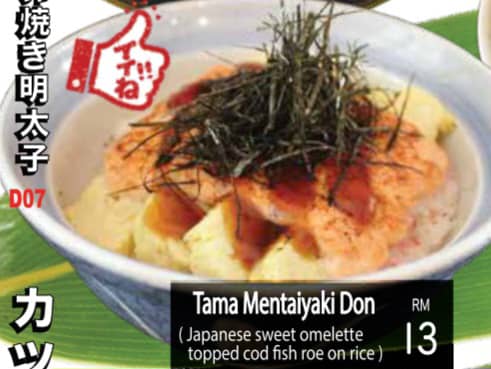 焼き明太子
D07
イイ!!
ね
カッ
Tama Mentaiyaki Don
( Japanese sweet omelette
topped cod fish roe on rice )
RM
13